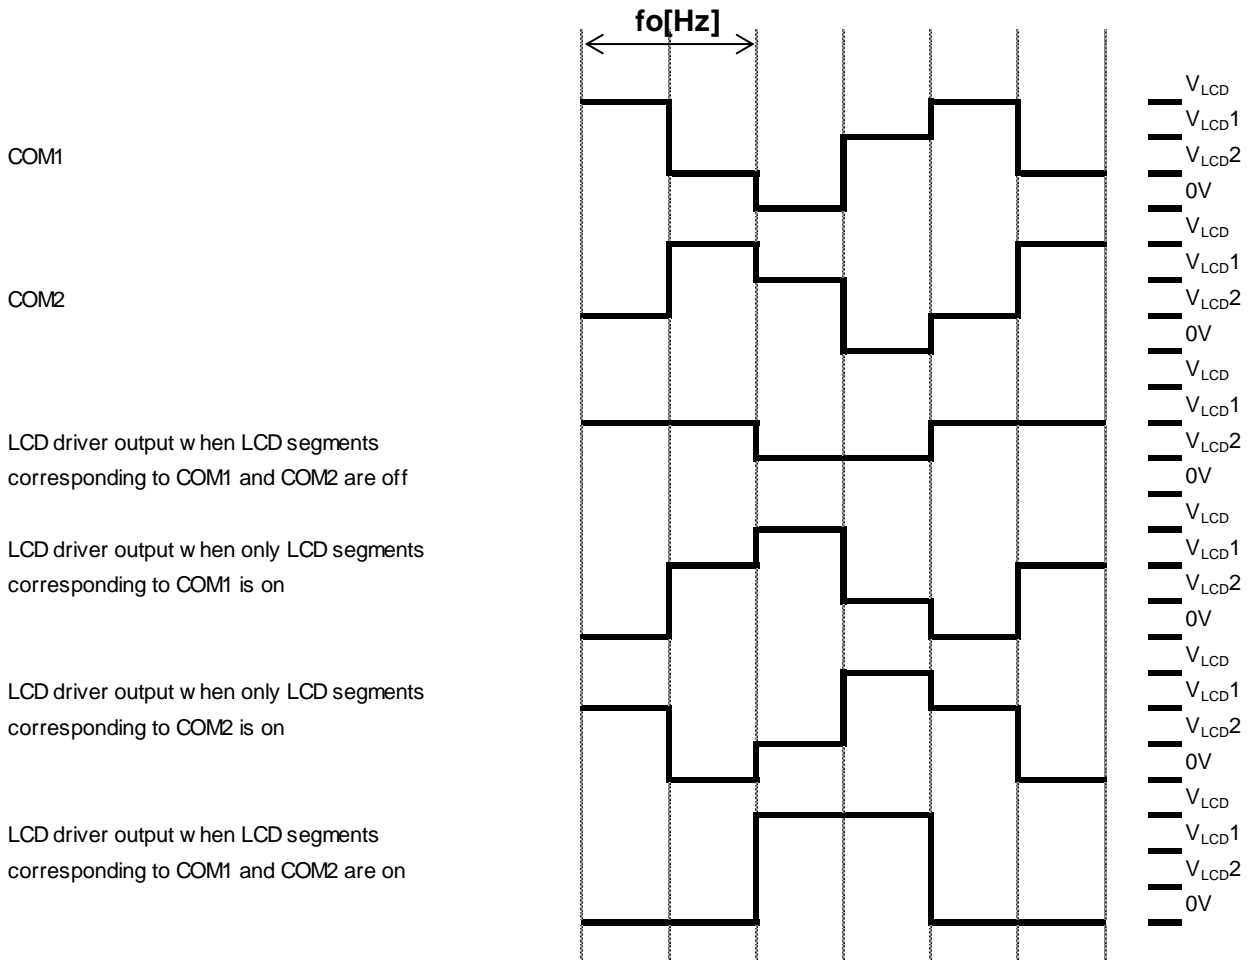 fo[Hz]
COM1
VLCD
VLCD1
VLCD2
0V
COM2
VLCD
VLCD1
VLCD2
0V
LCD driver output w hen LCD segments
corresponding to COM1 and COM2 are off
VLCD
VLCD1
VLCD2
0V
LCD driver output w hen only LCD segments
corresponding to COM1 is on
VLCD
VLCD1
VLCD2
0V
LCD driver output w hen only LCD segments
corresponding to COM2 is on
VLCD
VLCD1
VLCD2
0V
LCD driver output w hen LCD segments
corresponding to COM1 and COM2 are on
VLCD
VLCD1
VLCD2
0V